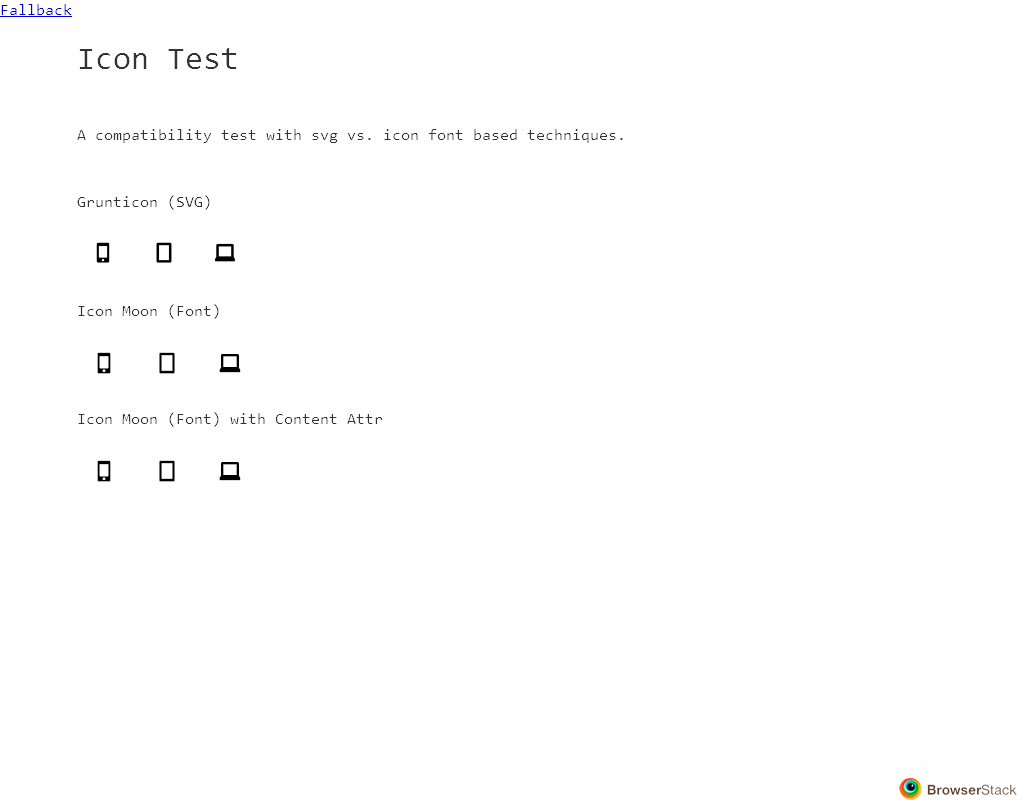 Fallback
Icon Test
A compatibility test with svg vs. icon font based techniques.
Grunticon (SVG)
Icon Moon (Font)
Icon Moon (Font) with Content Attr
BrowserStack